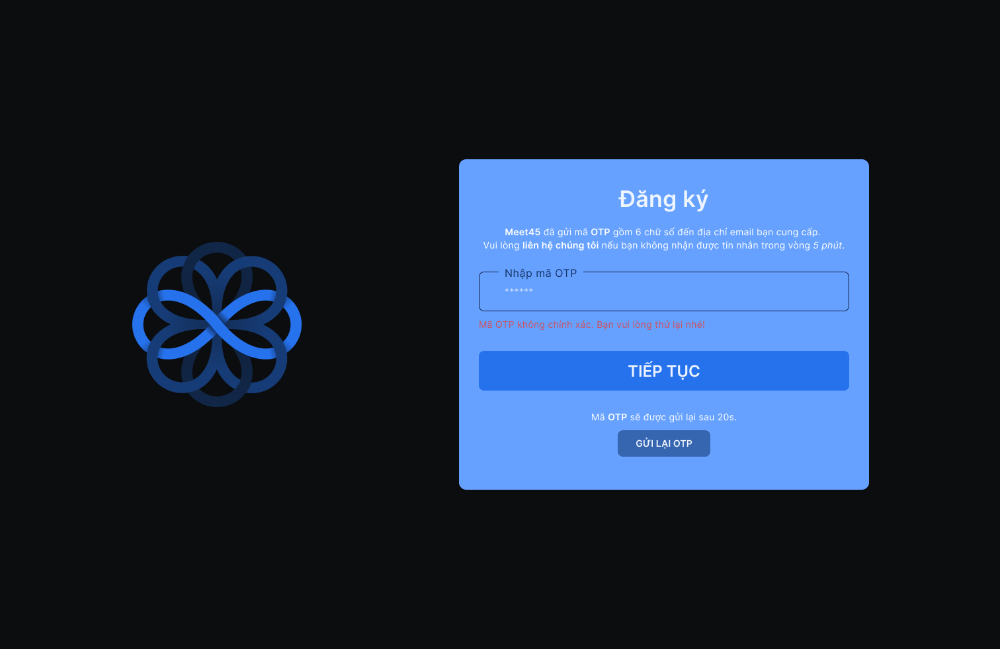 Đăng ký
Meet45 đã gửi mã OTP gồm 6 chữ số đến địa chỉ email bạn cung cấp.
Vui lòng liên hệ chúng tôi nếu bạn không nhận được tin nhắn trong vòng 5 phút.
Nhập mã OTP
******
Mã OTP không chính xác. Bạn vui lòng thử lại nhé!
TIẾP TỤC
Mã OTP sẽ được gửi lại sau 20s.
GỬI LẠI OTP